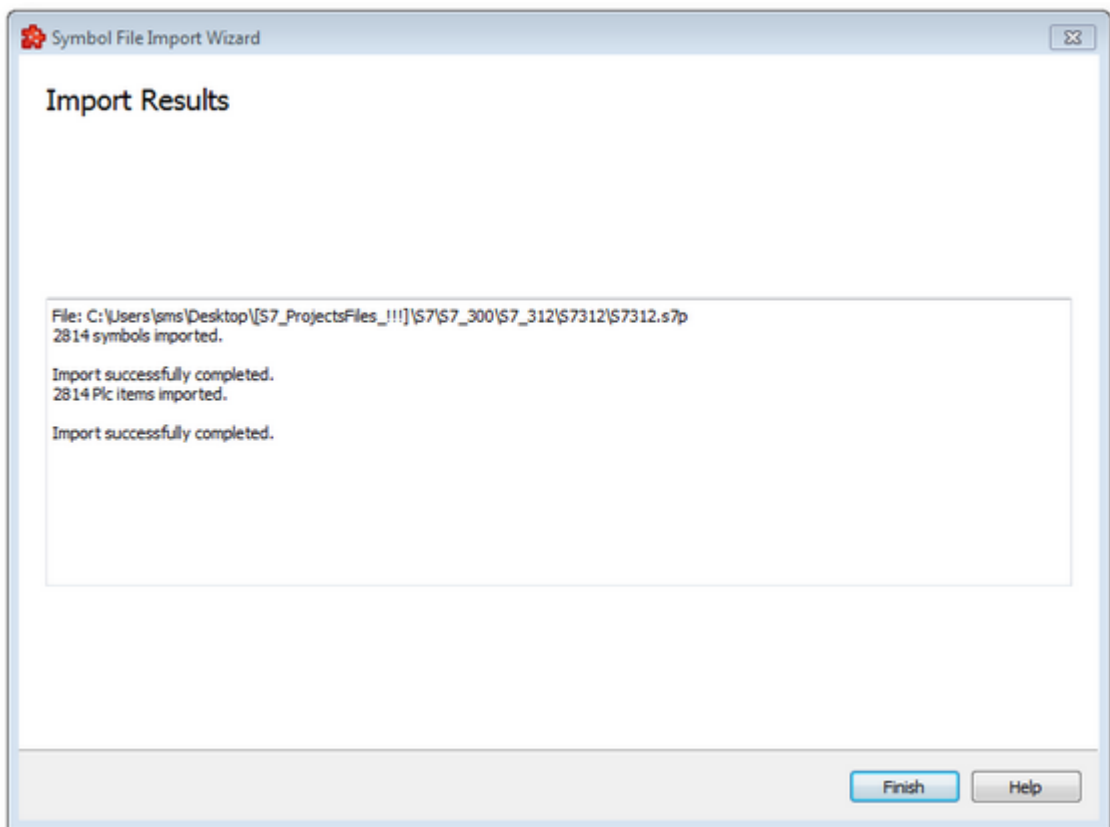 Symbol File Import Wizard
Import Results
File: C:\Users\sms\Desktop\[S7_ProjectsFiles_!!!]\S7\S7_300\S7_312\S7312\S7312.s7p
2814 symbols imported.
Import successfully completed.
2814 Plc items imported.
Import successfully completed.
Finish
Help